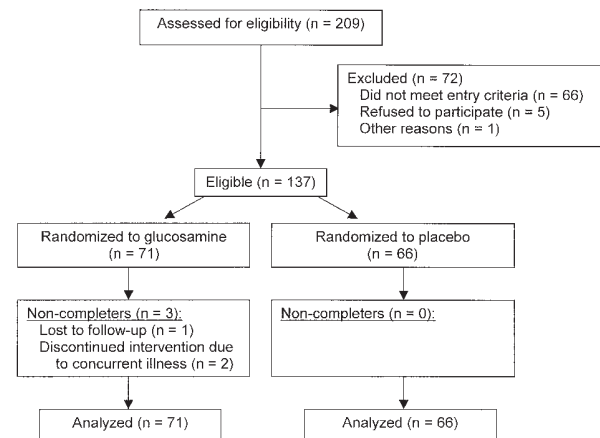 Assessed for eligibility (n = 209)
Excluded (n = 72)
Did not meet entry criteria (n = 66)
Refused to participate (n = 5)
Other reasons (n = 1)
Eligible (n = 137)
Randomized to glucosamine
(n = 71)
Randomized to placebo
(n = 66)
Non-completers (n = 3):
Lost to follow-up (n = 1)
Discontinued intervention due
to concurrent illness (n = 2)
Non-completers (n = 0):
Analyzed (n = 71)
Analyzed (n = 66)